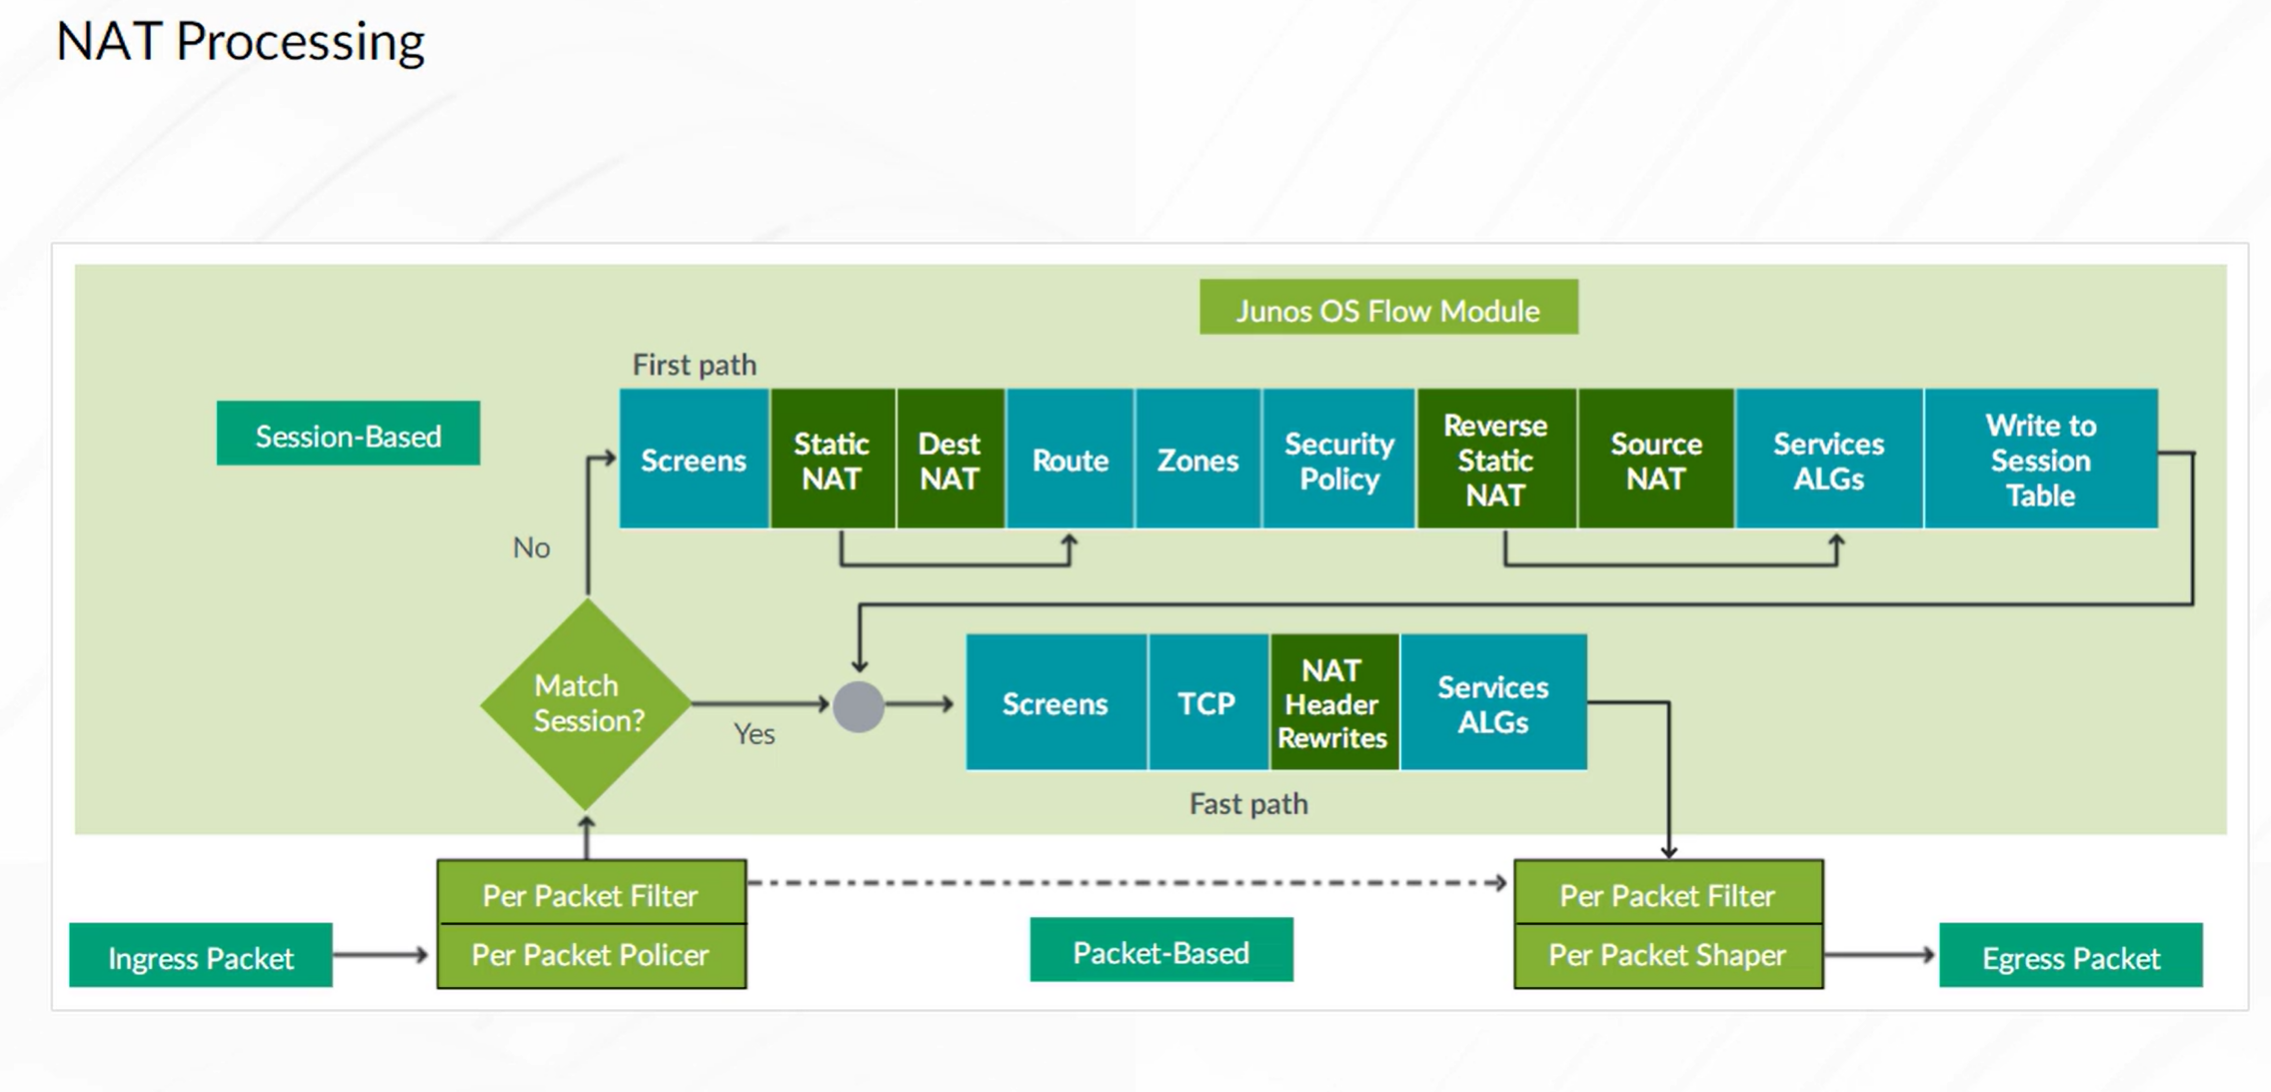 NAT Processing
Junos OS Flow Module
First path
Session-Based
Screens
Static
NAT
Dest
NAT
Route
Zones
Security
Policy
Reverse
Static
NAT
Source
NAT
Services
ALGs
Write to
Session
Table
No
Match
Session?
Yes
Screens
TCP
NAT
Header
Rewrites
Services
ALGs
Fast path
Per Packet Filter
Per Packet Policer
Ingress Packet
Packet-Based
Per Packet Filter
Per Packet Shaper
Egress Packet